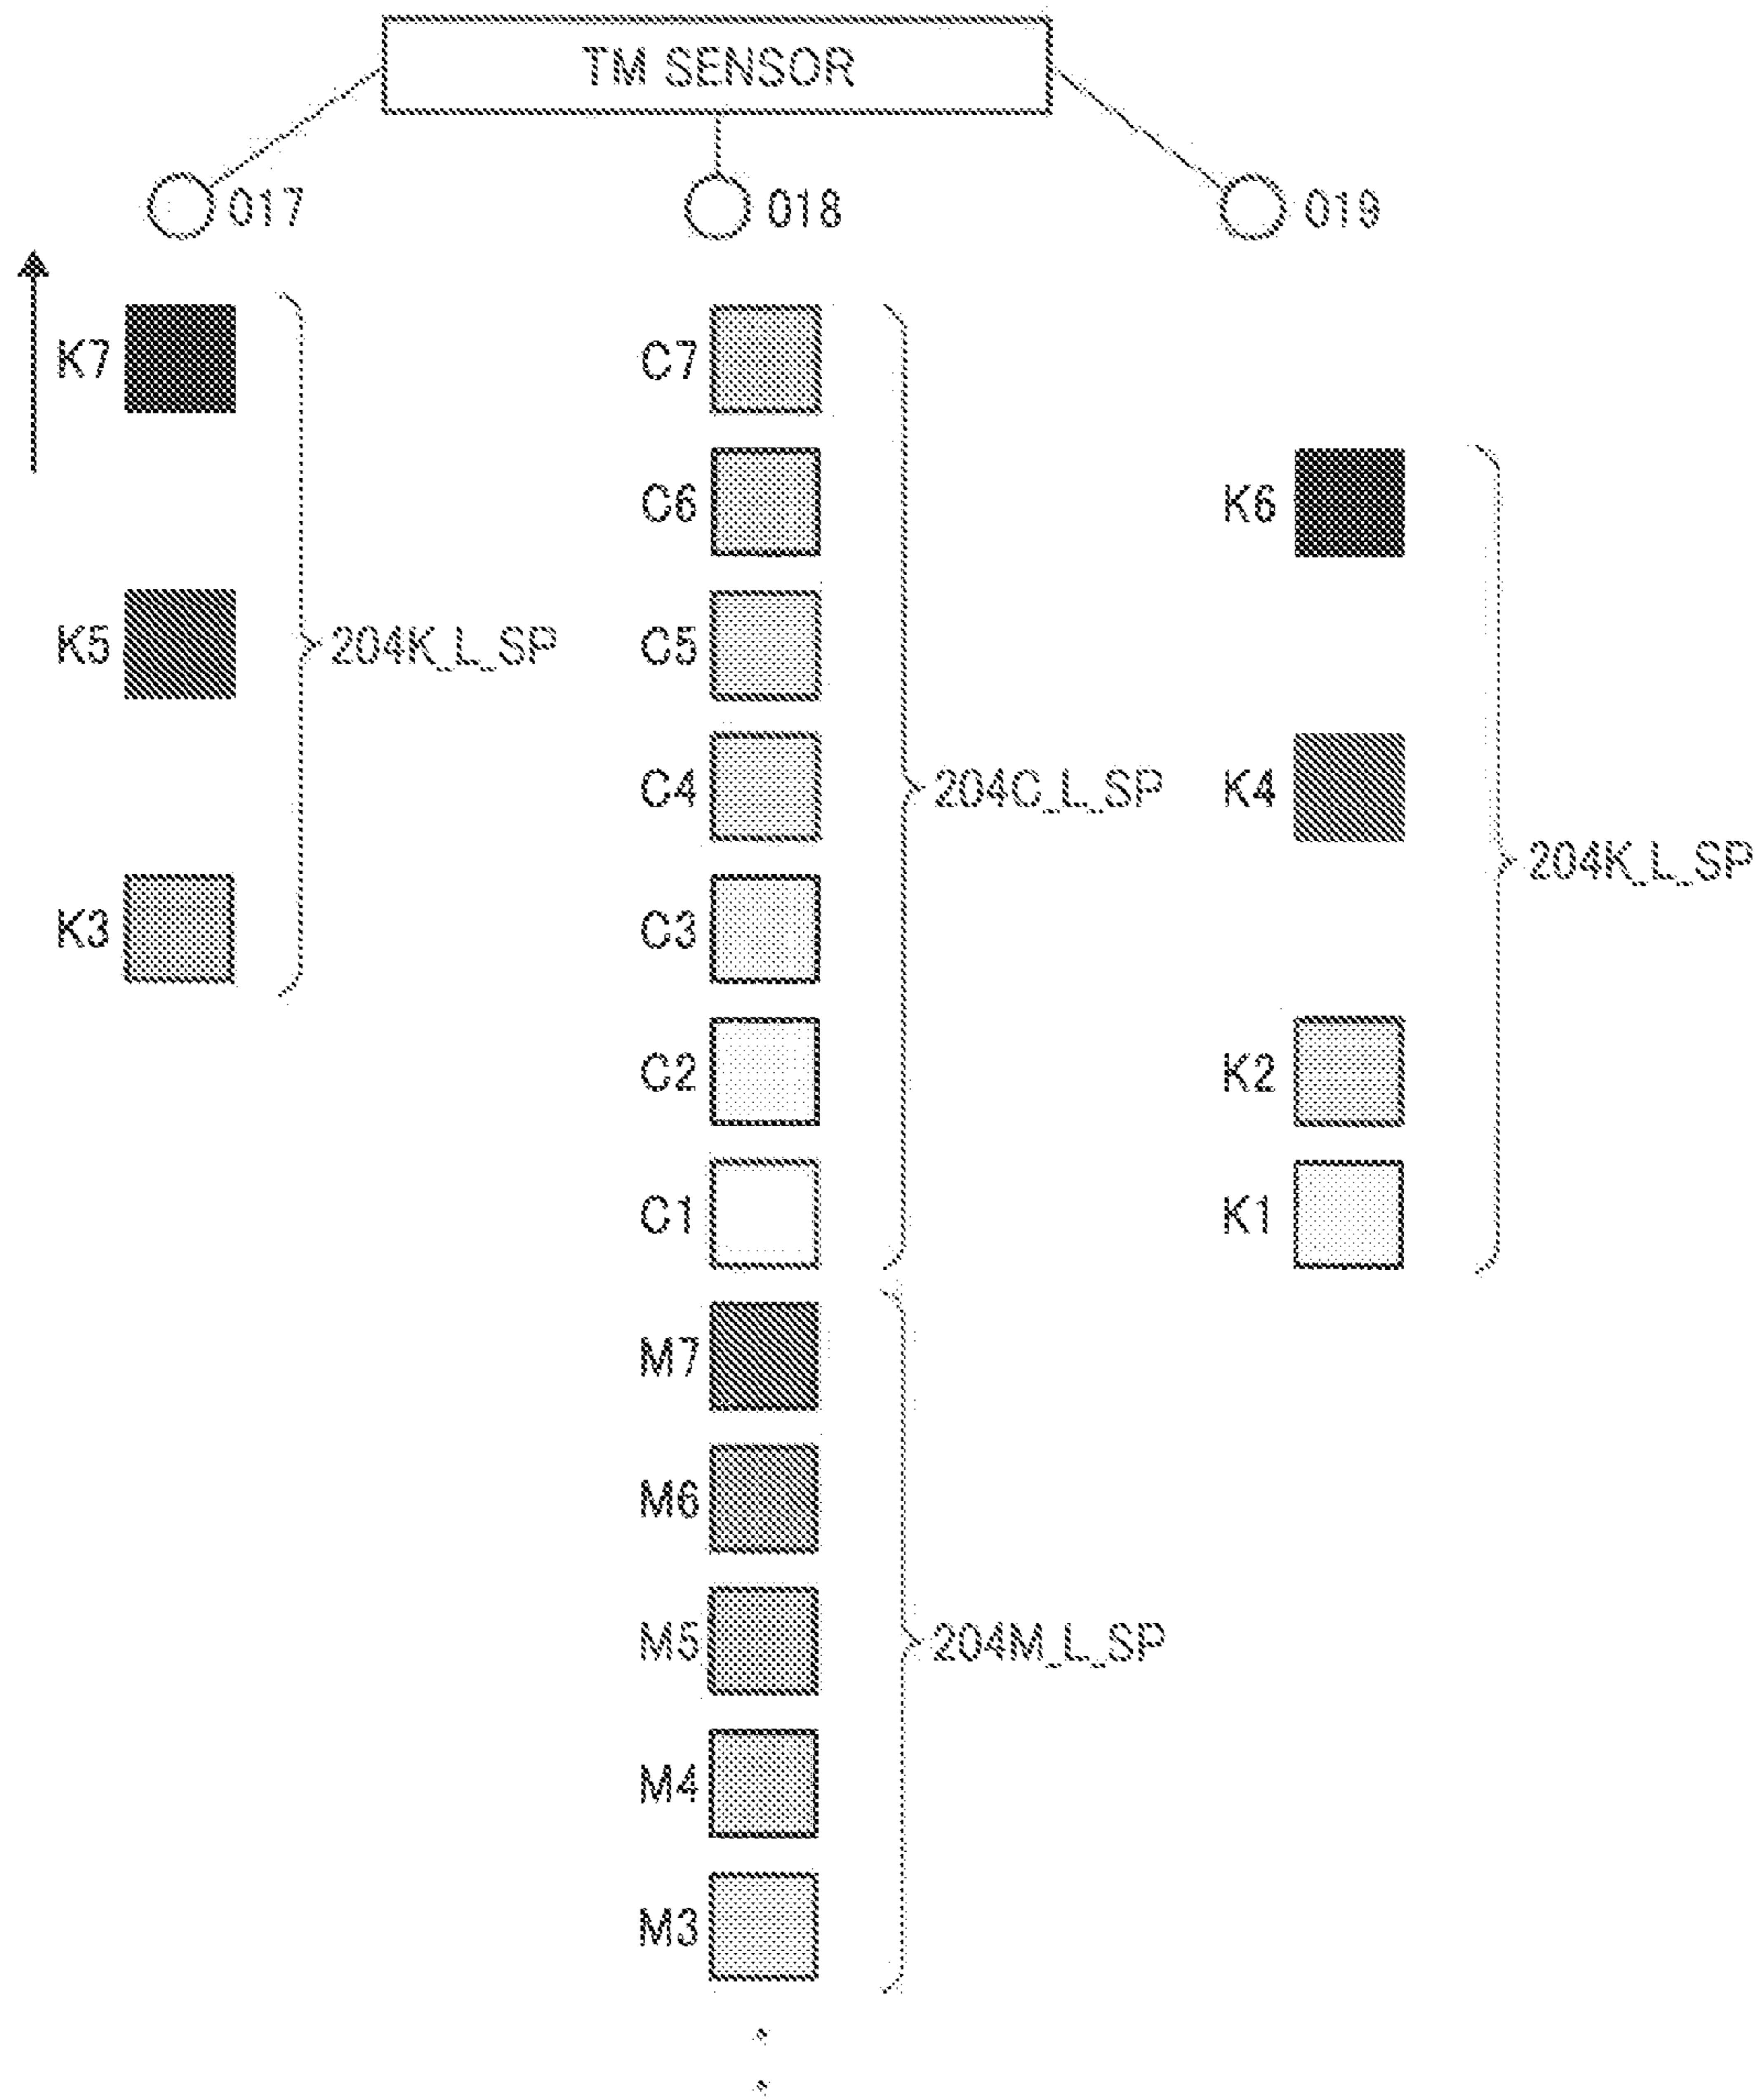 TM SENSOR
017 018 019
K7 C7
C6 K6
K5 204K_L_SP C5
C4 204C_L_SP K4
204K_L_SP
K3 C3
C2 K2
C1 K1
M7
M6
M5 204M_L_SP
M4
M3